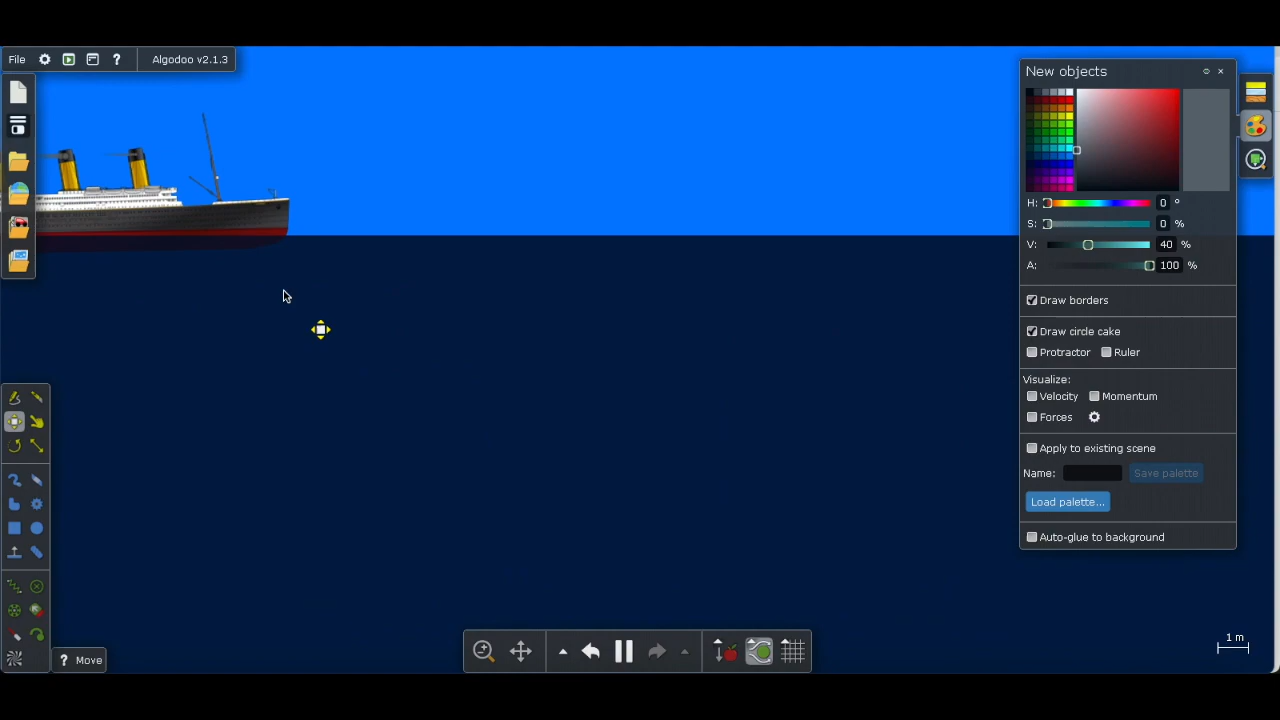 File ? Algodoo v2.1.3
New objects
H: 0 °
S: 0 %
V: 40 %
A: 100 %
Draw borders
Draw circle cake
Protractor Ruler
Visualize:
Velocity Momentum
Forces
Apply to existing scene
Name: Save palette
Load palette...
Auto-glue to background
1 m
? Move